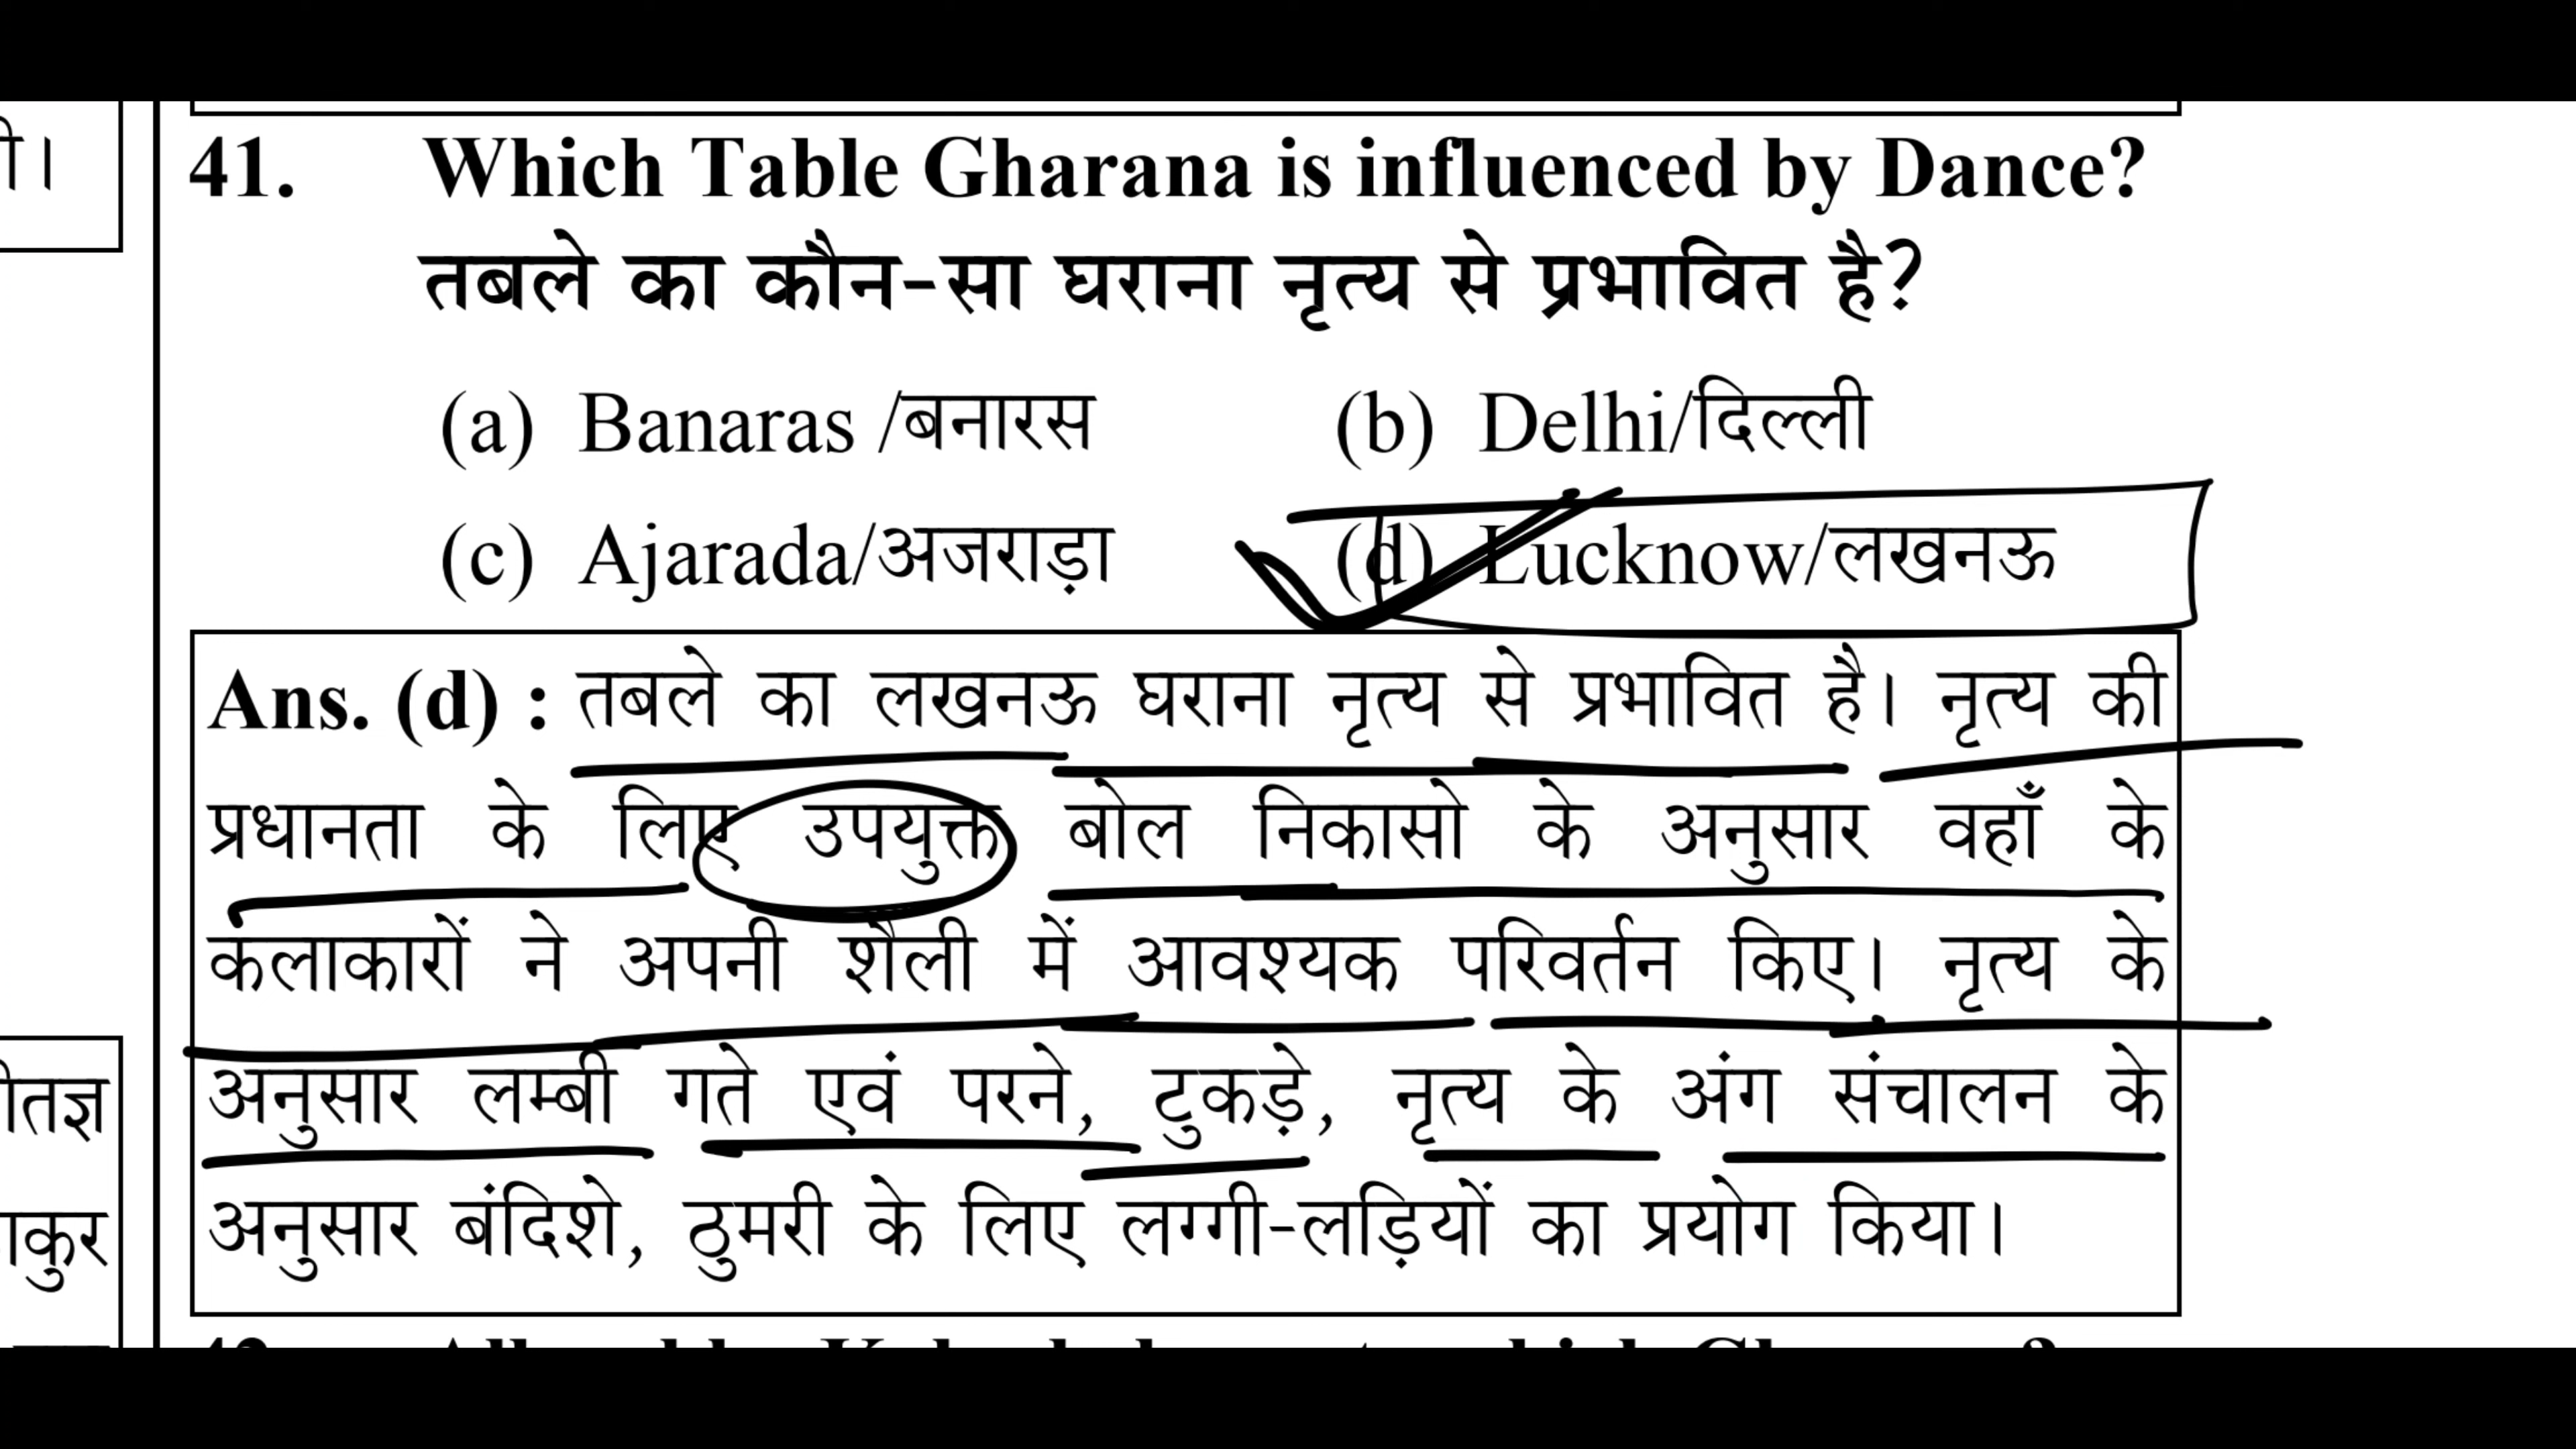 ी।
41. Which Table Gharana is influenced by Dance?
तबले का कौन-सा घराना नृत्य से प्रभावित है?
(a) Banaras /बनारस (b) Delhi/दिल्ली
(c) Ajarada/अजराड़ा (d) Lucknow/लखनऊ
Ans. (d) : तबले का लखनऊ घराना नृत्य से प्रभावित है। नृत्य की
प्रधानता के लिए उपयुक्त बोल निकासो के अनुसार वहाँ के
कलाकारों ने अपनी शैली में आवश्यक परिवर्तन किए। नृत्य के
अनुसार लम्बी गते एवं परने, टुकड़े, नृत्य के अंग संचालन के
अनुसार बंदिशे, ठुमरी के लिए लग्गी-लड़ियों का प्रयोग किया।
ीतज्ञ
ाकुर